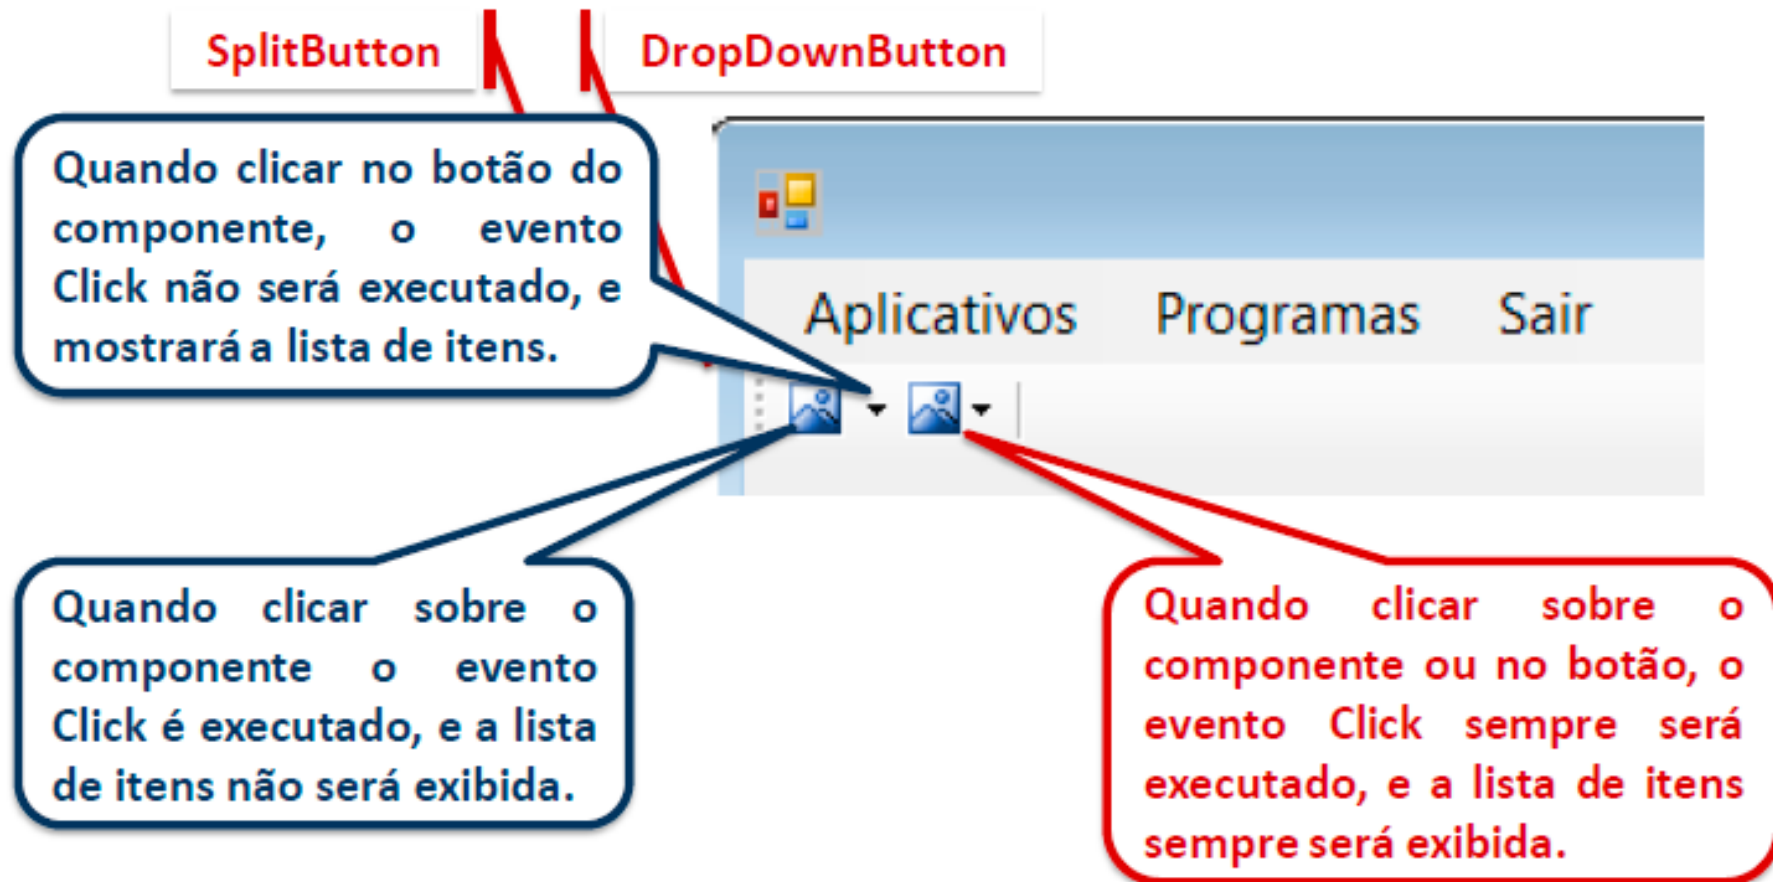 SplitButton
DropDownButton
Quando clicar no botão do
componente, o evento
Click não será executado, e
mostrará a lista de itens.
Aplicativos Programas Sair
Quando clicar sobre o
componente o evento
Click é executado, e a lista
de itens não será exibida.
Quando clicar sobre o
componente ou no botão, o
evento Click sempre será
executado, e a lista de itens
sempre será exibida.